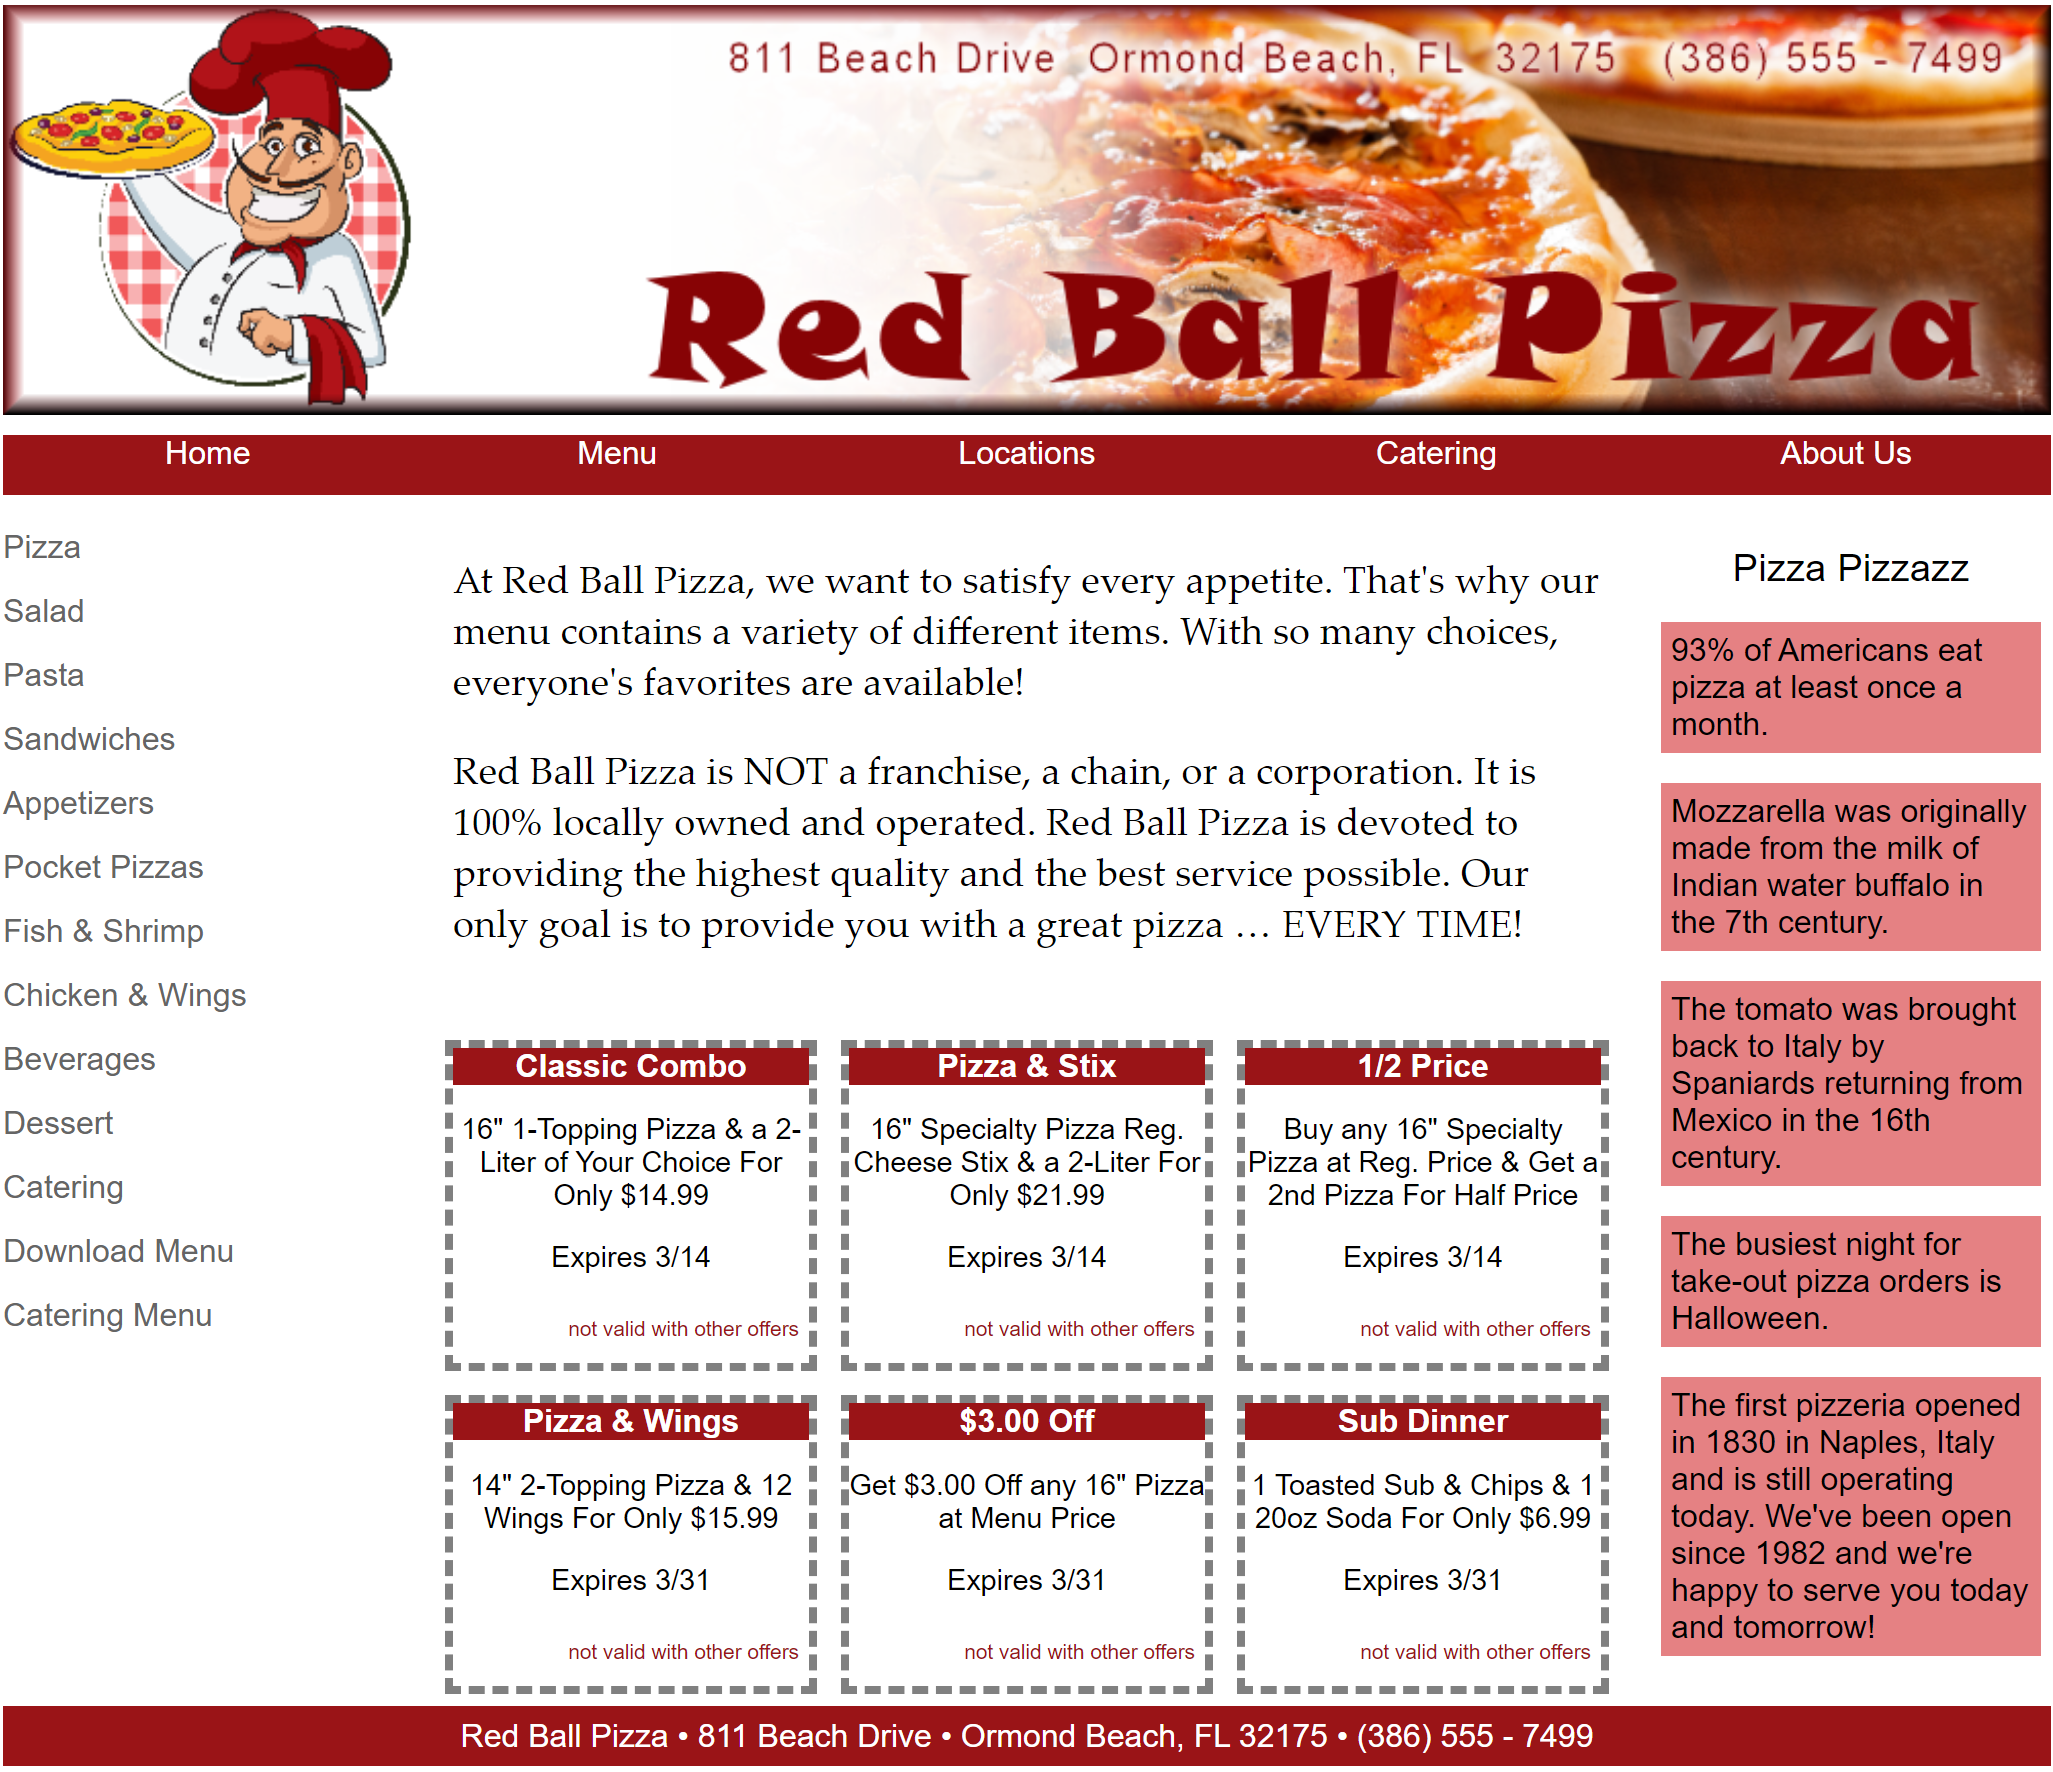 811 Beach Drive  Ormond Beach, FL  32175   (386) 555 - 7499
Red Ball Pizza
Home
Menu
Locations
Catering
About Us
Pizza
Salad
Pasta
Sandwiches
Appetizers
Pocket Pizzas
Fish & Shrimp
Chicken & Wings
Beverages
Dessert
Catering
Download Menu
Catering Menu
At Red Ball Pizza, we want to satisfy every appetite. That's why our
menu contains a variety of different items. With so many choices,
everyone's favorites are available!
Red Ball Pizza is NOT a franchise, a chain, or a corporation. It is
100% locally owned and operated. Red Ball Pizza is devoted to
providing the highest quality and the best service possible. Our
only goal is to provide you with a great pizza … EVERY TIME!
Classic Combo
16" 1-Topping Pizza & a 2-
Liter of Your Choice For
Only $14.99
Expires 3/14
not valid with other offers
Pizza & Stix
16" Specialty Pizza Reg.
Cheese Stix & a 2-Liter For
Only $21.99
Expires 3/14
not valid with other offers
1/2 Price
Buy any 16" Specialty
Pizza at Reg. Price & Get a
2nd Pizza For Half Price
Expires 3/14
not valid with other offers
Pizza & Wings
14" 2-Topping Pizza & 12
Wings For Only $15.99
Expires 3/31
not valid with other offers
$3.00 Off
Get $3.00 Off any 16" Pizza
at Menu Price
Expires 3/31
not valid with other offers
Sub Dinner
1 Toasted Sub & Chips & 1
20oz Soda For Only $6.99
Expires 3/31
not valid with other offers
Pizza Pizzazz
93% of Americans eat
pizza at least once a
month.
Mozzarella was originally
made from the milk of
Indian water buffalo in
the 7th century.
The tomato was brought
back to Italy by
Spaniards returning from
Mexico in the 16th
century.
The busiest night for
take-out pizza orders is
Halloween.
The first pizzeria opened
in 1830 in Naples, Italy
and is still operating
today. We've been open
since 1982 and we're
happy to serve you today
and tomorrow!
Red Ball Pizza • 811 Beach Drive • Ormond Beach, FL 32175 • (386) 555 - 7499